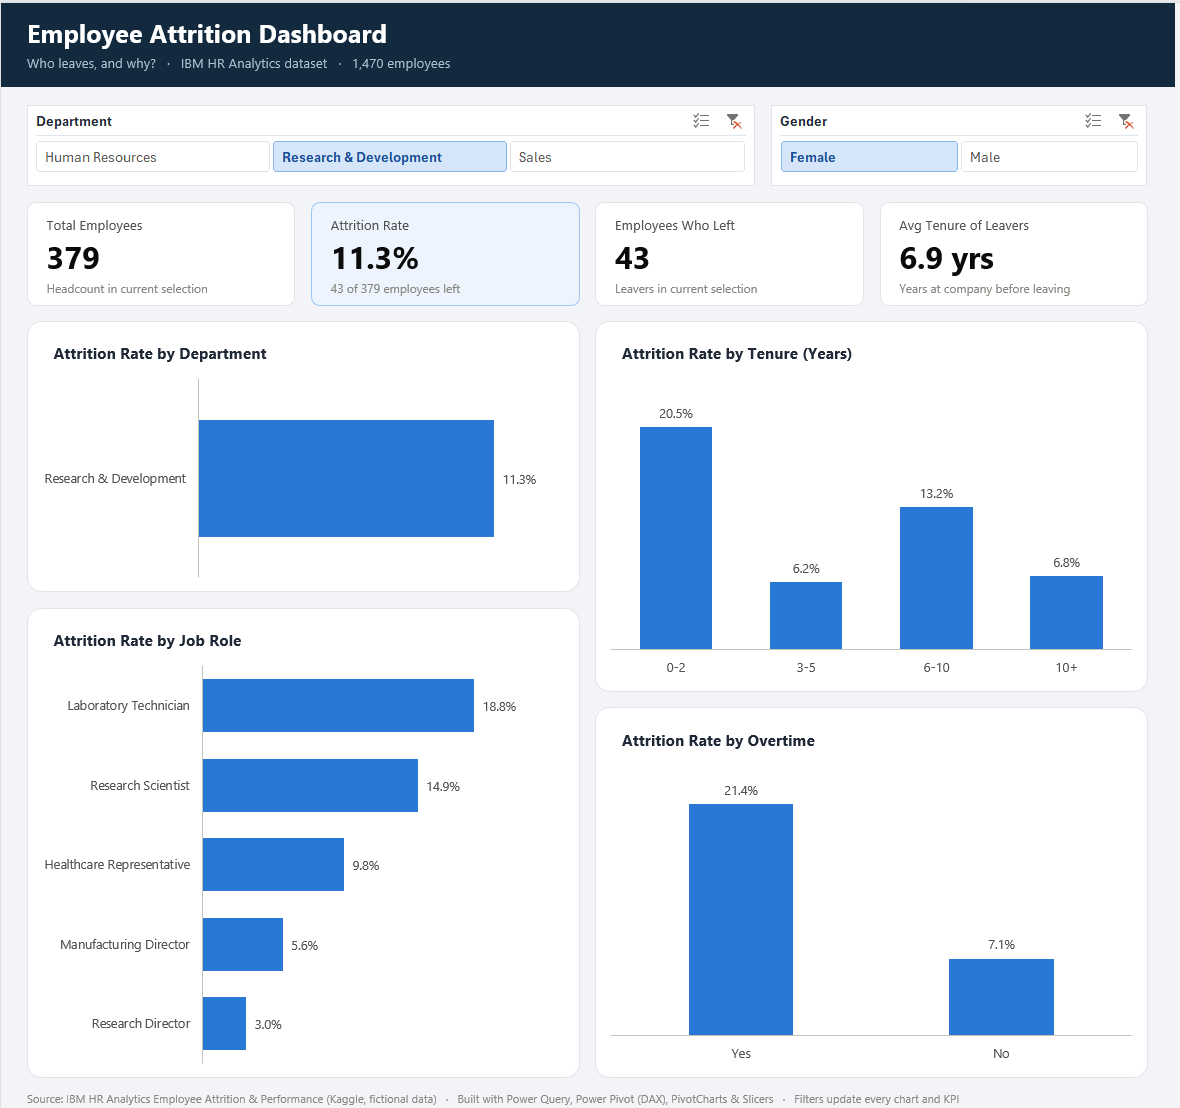 Employee Attrition Dashboard
Who leaves, and why? · IBM HR Analytics dataset · 1,470 employees
Department
Human Resources
Research & Development
Sales
Gender
Female
Male
Total Employees
379
Headcount in current selection
Attrition Rate
11.3%
43 of 379 employees left
Employees Who Left
43
Leavers in current selection
Avg Tenure of Leavers
6.9 yrs
Years at company before leaving
Attrition Rate by Department
Research & Development
11.3%
Attrition Rate by Tenure (Years)
20.5%
6.2%
13.2%
6.8%
0-2
3-5
6-10
10+
Attrition Rate by Job Role
Laboratory Technician
18.8%
Research Scientist
14.9%
Healthcare Representative
9.8%
Manufacturing Director
5.6%
Research Director
3.0%
Attrition Rate by Overtime
21.4%
7.1%
Yes
No
Source: IBM HR Analytics Employee Attrition & Performance (Kaggle, fictional data) · Built with Power Query, Power Pivot (DAX), PivotCharts & Slicers · Filters update every chart and KPI